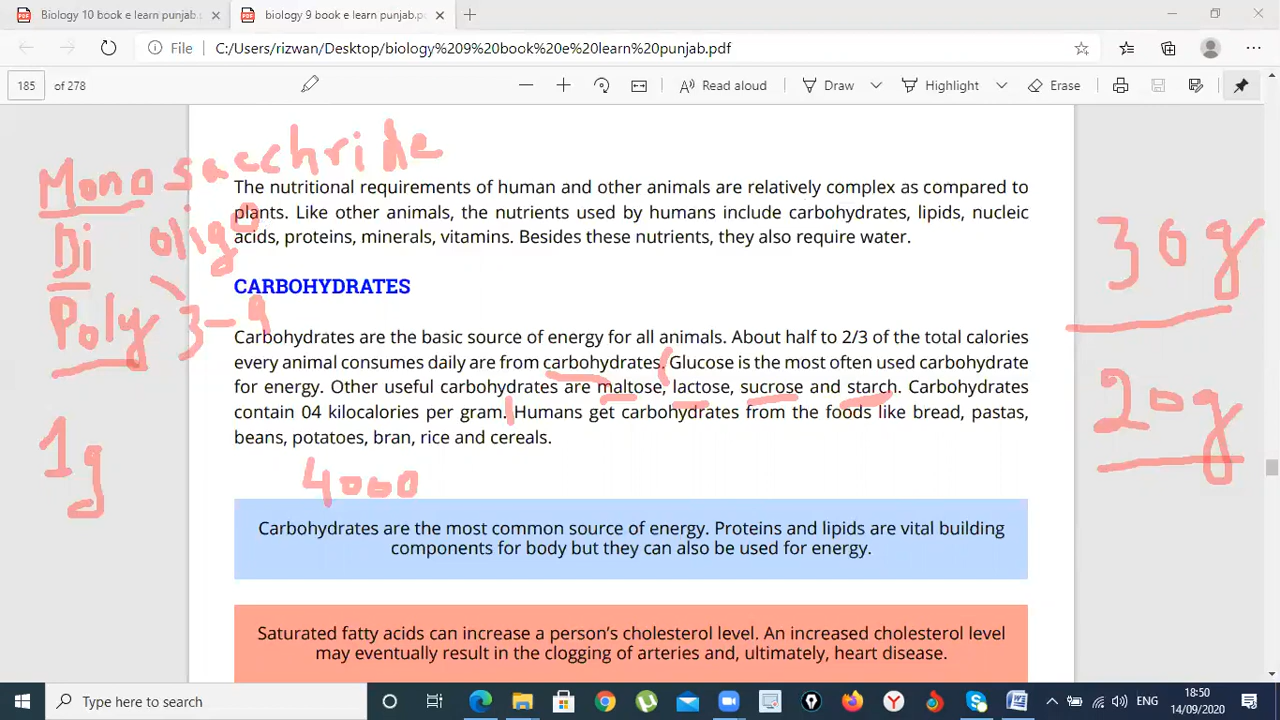 Biology 10 book e learn punjab.pd
biology 9 book e learn punjab.pc
File
C:/Users/rizwan/Desktop/biology%209%20book%20e%20learn%20punjab.pdf
185 of 278
Read aloud
Draw
Highlight
Erase
Monosacchride
The nutritional requirements of human and other animals are relatively complex as compared to
plants. Like other animals, the nutrients used by humans include carbohydrates, lipids, nucleic
acids, proteins, minerals, vitamins. Besides these nutrients, they also require water.
Di oligo
30g
CARBOHYDRATES
Poly 3-9
Carbohydrates are the basic source of energy for all animals. About half to 2/3 of the total calories
every animal consumes daily are from carbohydrates. Glucose is the most often used carbohydrate
for energy. Other useful carbohydrates are maltose, lactose, sucrose and starch. Carbohydrates
contain 04 kilocalories per gram. Humans get carbohydrates from the foods like bread, pastas,
beans, potatoes, bran, rice and cereals.
20g
1g
4000
Carbohydrates are the most common source of energy. Proteins and lipids are vital building
components for body but they can also be used for energy.
Saturated fatty acids can increase a person's cholesterol level. An increased cholesterol level
may eventually result in the clogging of arteries and, ultimately, heart disease.
Type here to search
ENG
18:50
14/09/2020